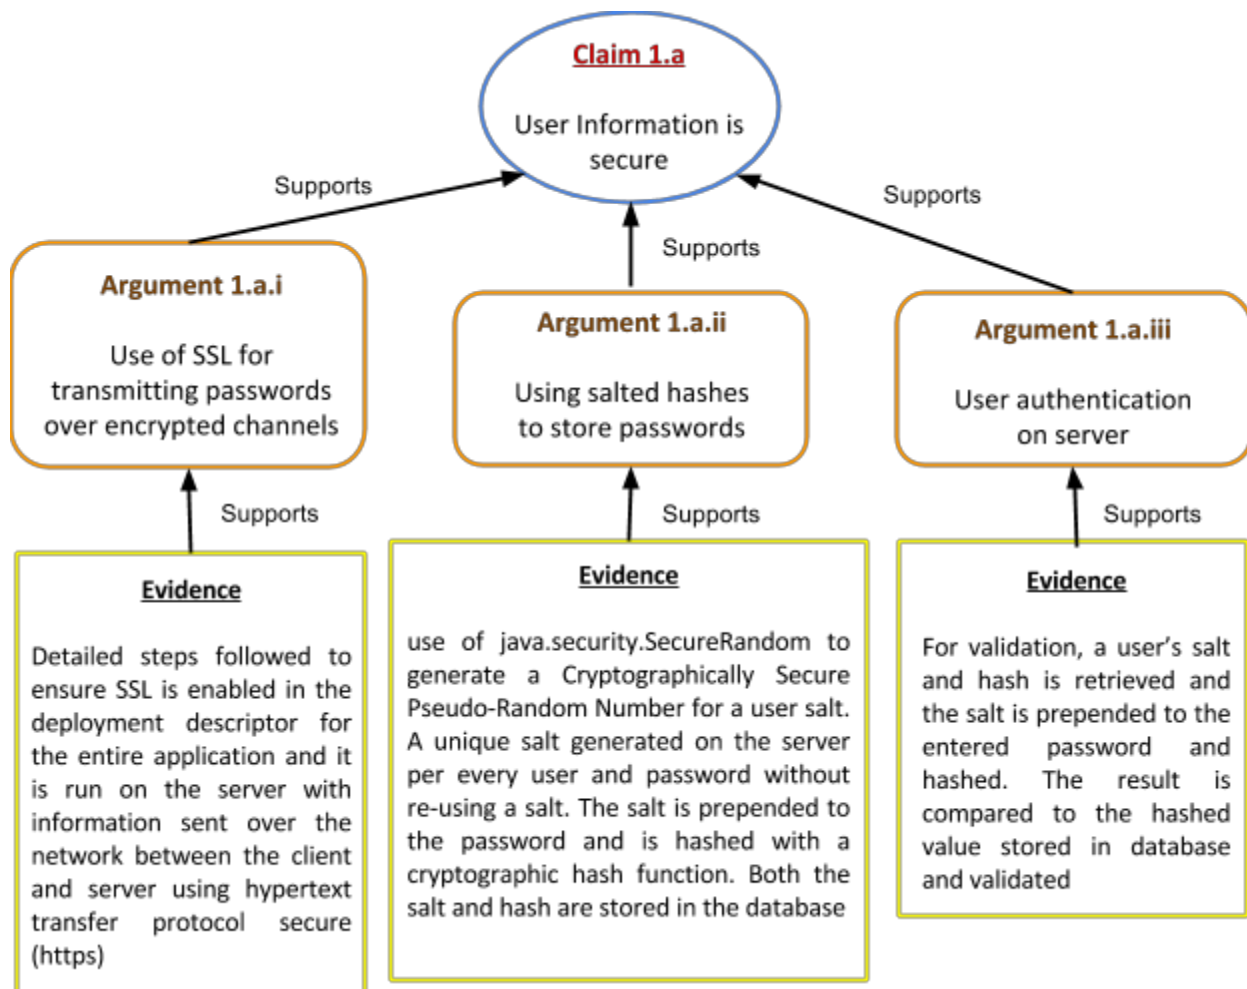 Claim 1.a
User Information is
secure
Supports
Supports
Supports
Argument 1.a.i
Use of SSL for
transmitting passwords
over encrypted channels
Argument 1.a.ii
Using salted hashes
to store passwords
Argument 1.a.iii
User authentication
on server
Supports
Supports
Supports
Evidence
Detailed steps followed to
ensure SSL is enabled in the
deployment descriptor for
the entire application and it
is run on the server with
information sent over the
network between the client
and server using hypertext
transfer protocol secure
(https)
Evidence
use of java.security.SecureRandom to
generate a Cryptographically Secure
Pseudo-Random Number for a user salt.
A unique salt generated on the server
per every user and password without
re-using a salt. The salt is prepended to
the password and is hashed with a
cryptographic hash function. Both the
salt and hash are stored in the database
Evidence
For validation, a user’s salt
and hash is retrieved and
the salt is prepended to the
entered password and
hashed. The result is
compared to the hashed
value stored in database
and validated